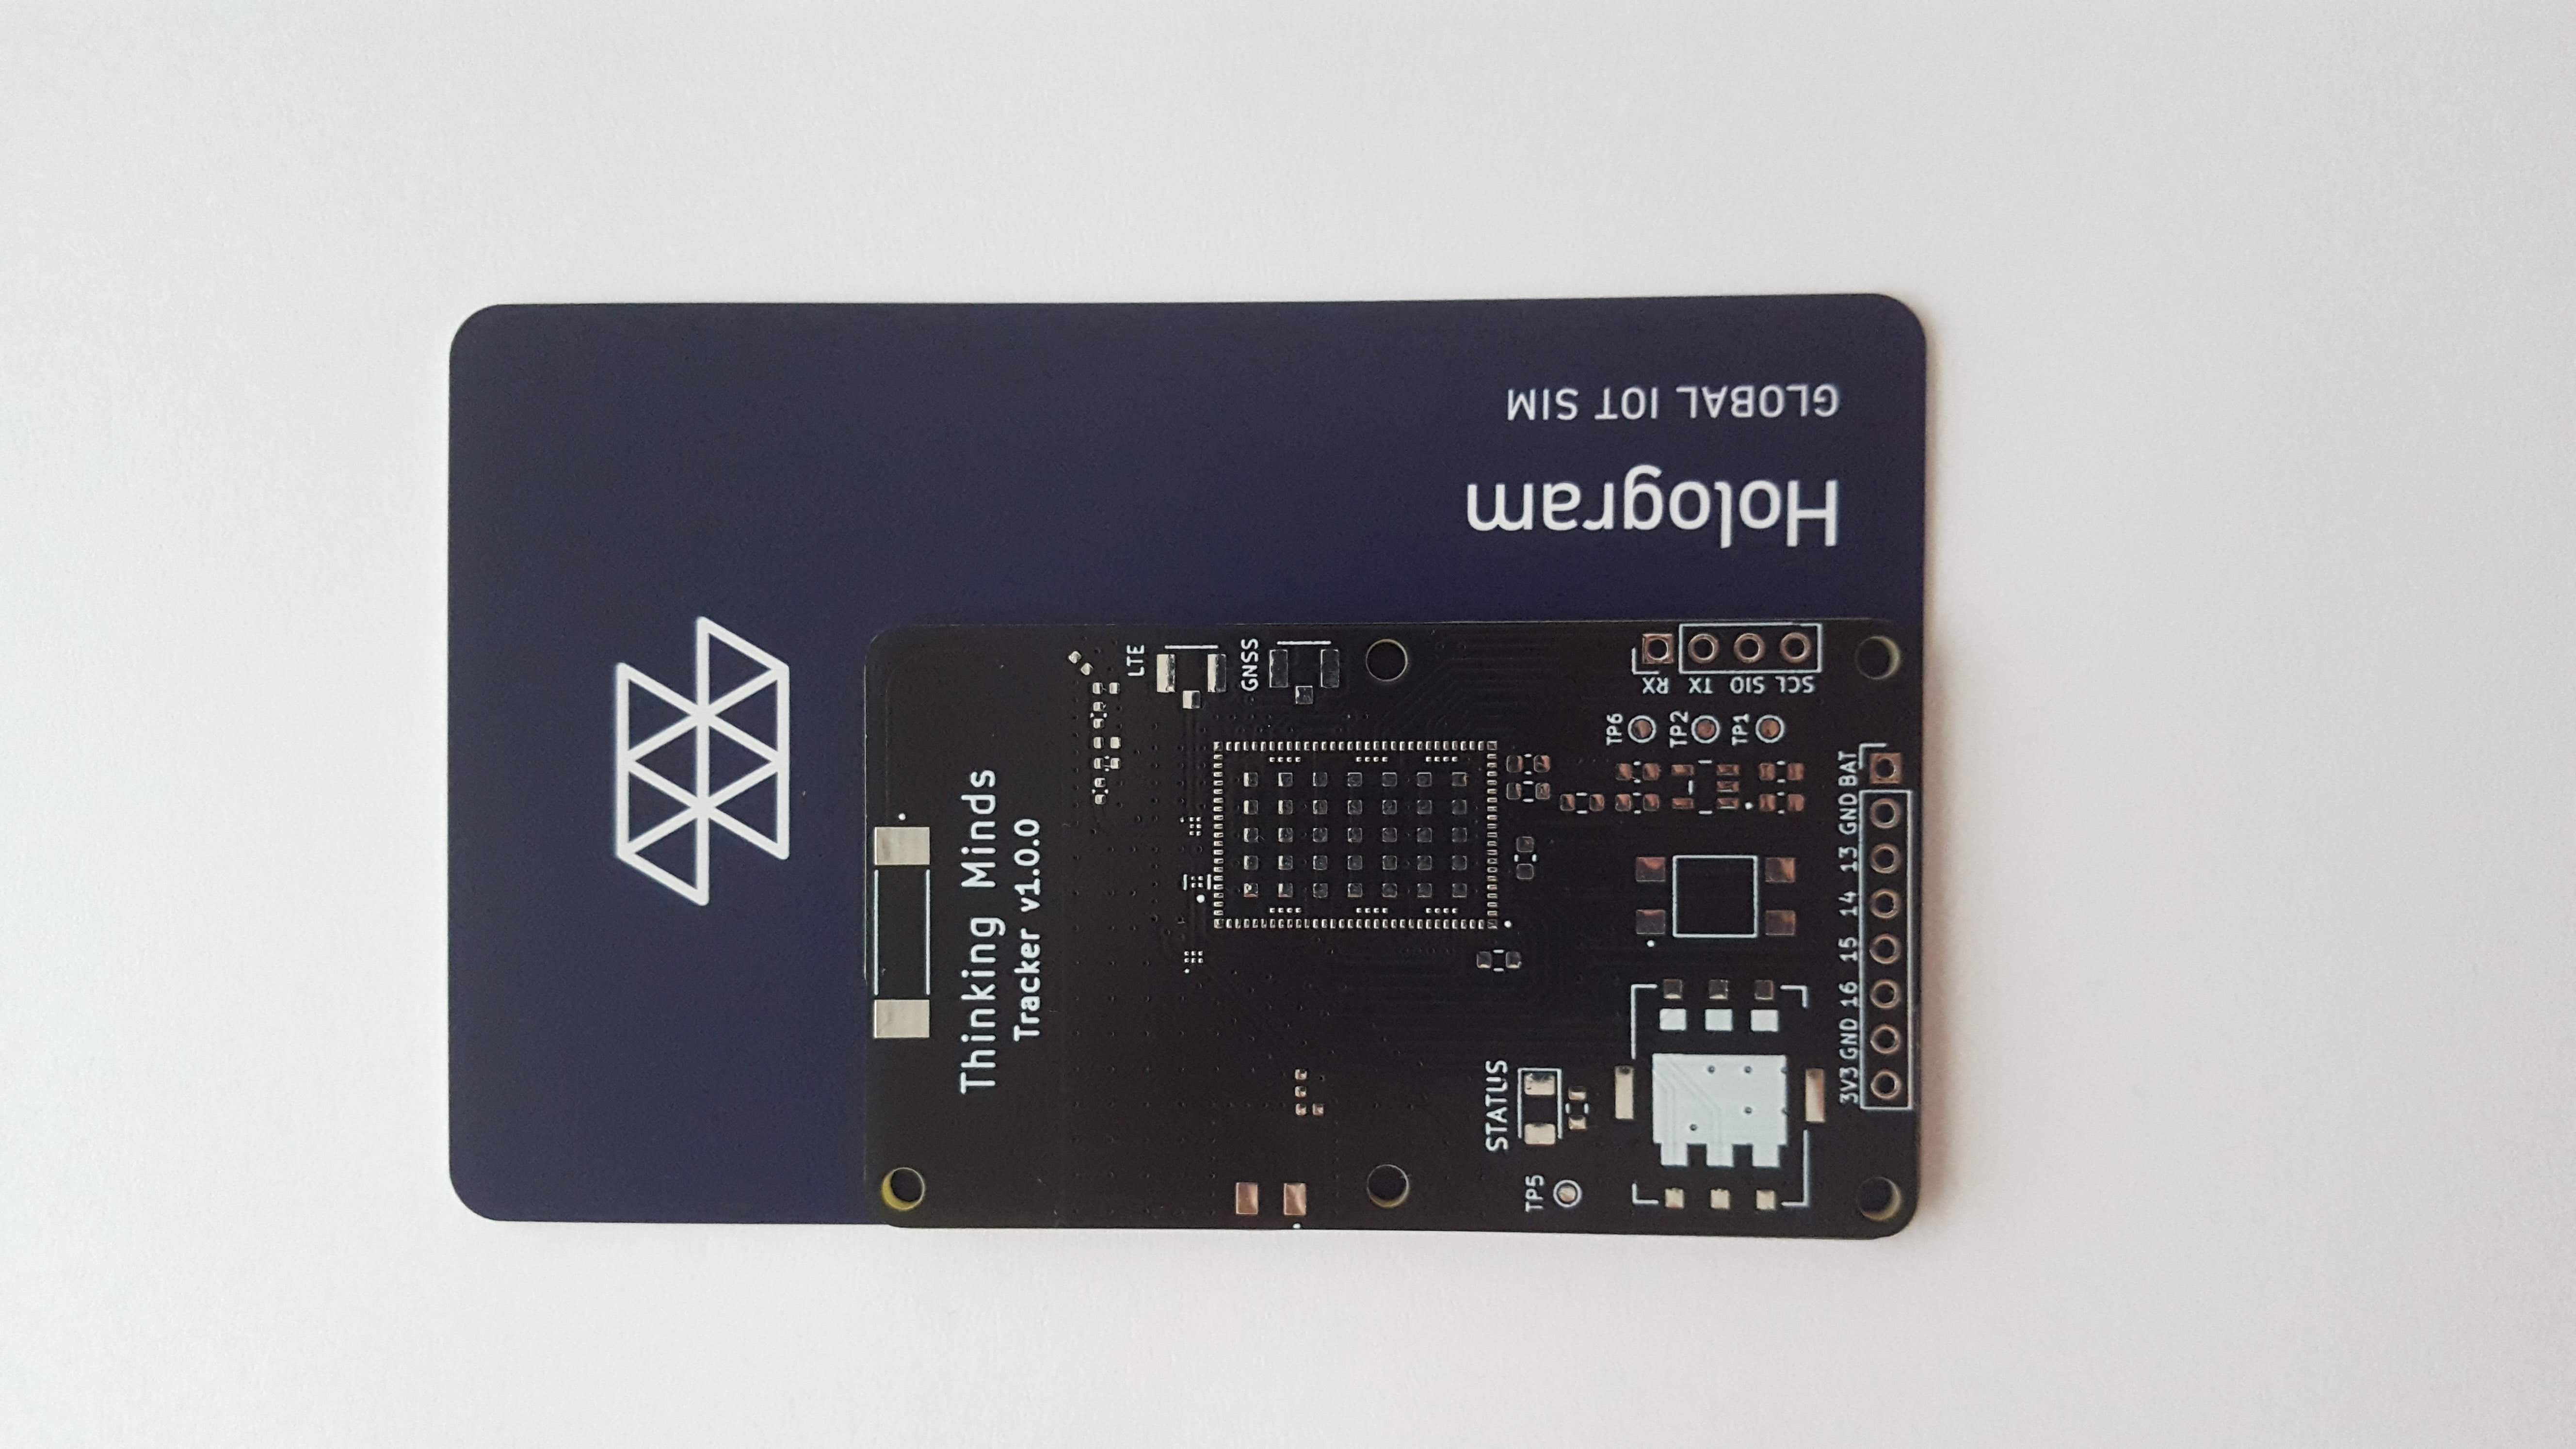 Thinking Minds
Tracker v1.0.0
LTE
GNSS
STATUS
TP5
TP6
TP2
TP1
RX
TX
SIO
SCL
3V3 GND 16 15 14 13 GND BAT
Hologram
GLOBAL IOT SIM